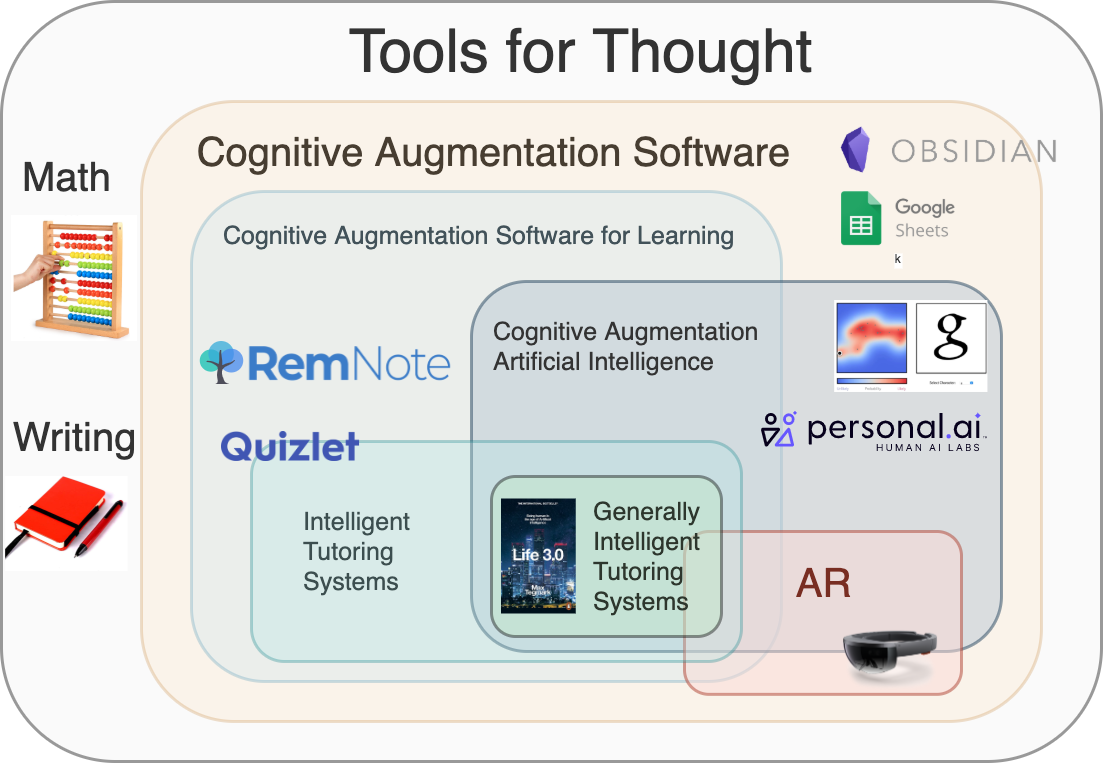 Tools for Thought
Cognitive Augmentation Software
OBSIDIAN
Math
Google
Sheets
k
Cognitive Augmentation Software for Learning
Cognitive Augmentation
Artificial Intelligence
g
RemNote
personal.ai
HUMAN AI LABS
Writing
Quizlet
Intelligent
Tutoring
Systems
Life 3.0
Max
Tegmark
Generally
Intelligent
Tutoring
Systems
AR